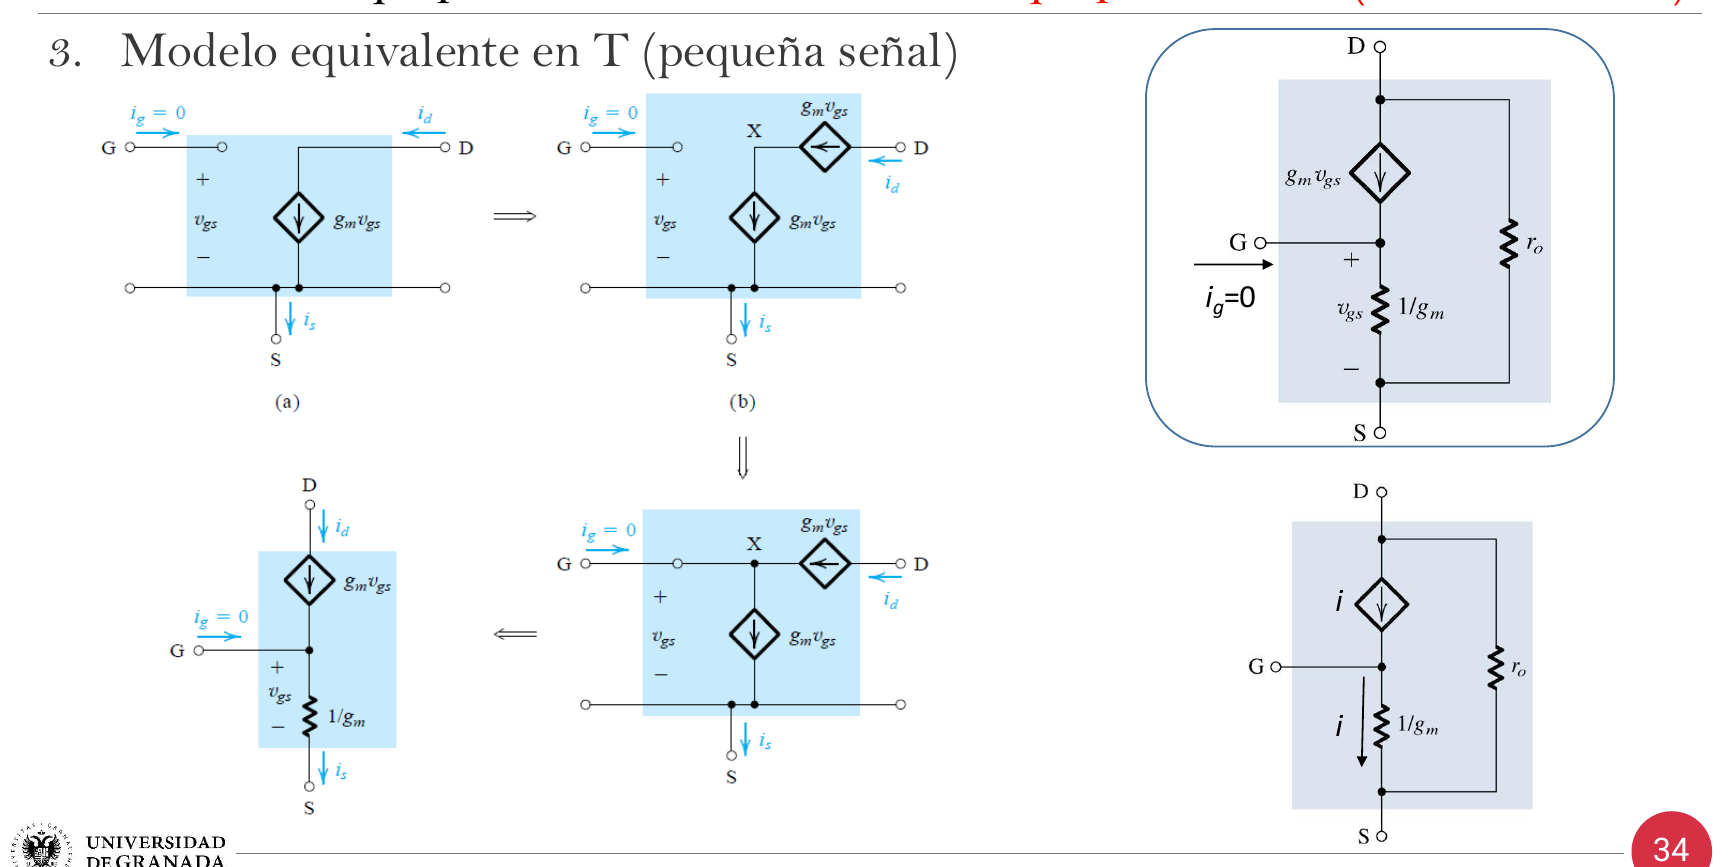 3. Modelo equivalente en T (pequeña señal)
i_g = 0
i_d
G
D
+
v_gs
−
g_m v_gs
i_s
S
(a)
i_g = 0
g_m v_gs
X
G
D
i_d
+
v_gs
−
g_m v_gs
i_s
S
(b)
D
i_d
g_m v_gs
i_g = 0
G
+
v_gs
−
1/g_m
i_s
S
i_g = 0
g_m v_gs
X
G
D
i_d
+
v_gs
−
g_m v_gs
i_s
S
D
g_m v_gs
G
+
i_g=0
v_gs
1/g_m
r_o
−
S
D
i
G
r_o
i
1/g_m
S
UNIVERSIDAD
DE GRANADA
34